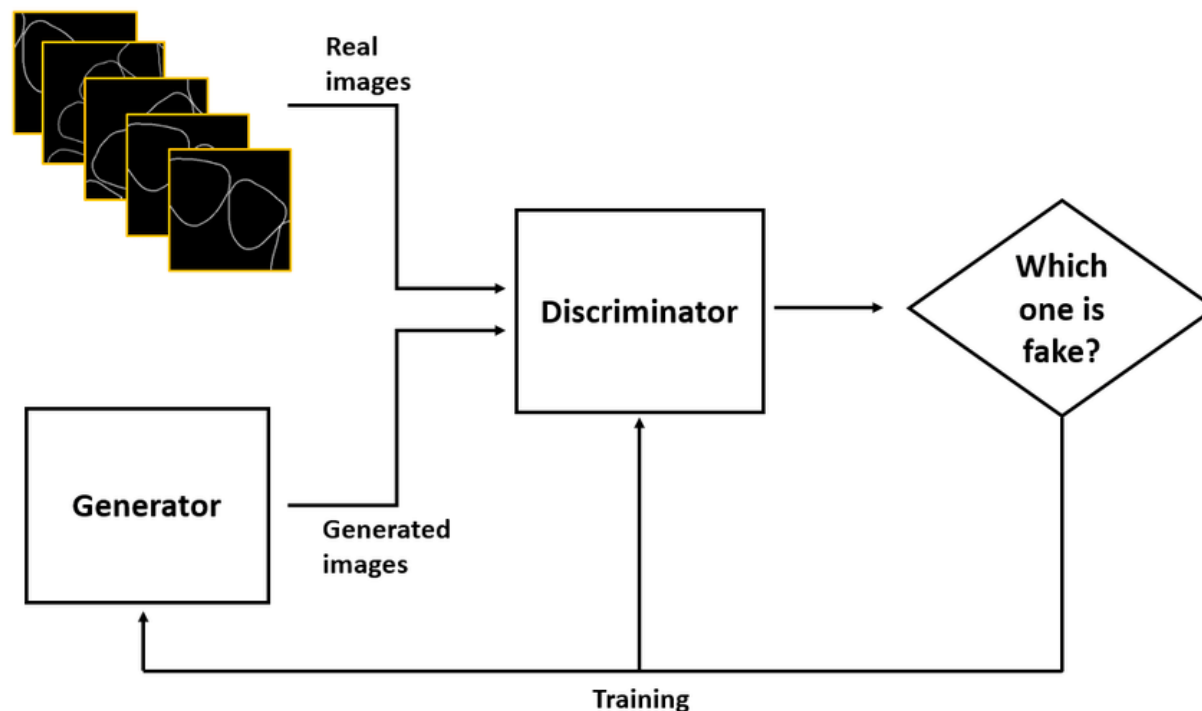 Real
images
Discriminator
Which
one is
fake?
Generator
Generated
images
Training